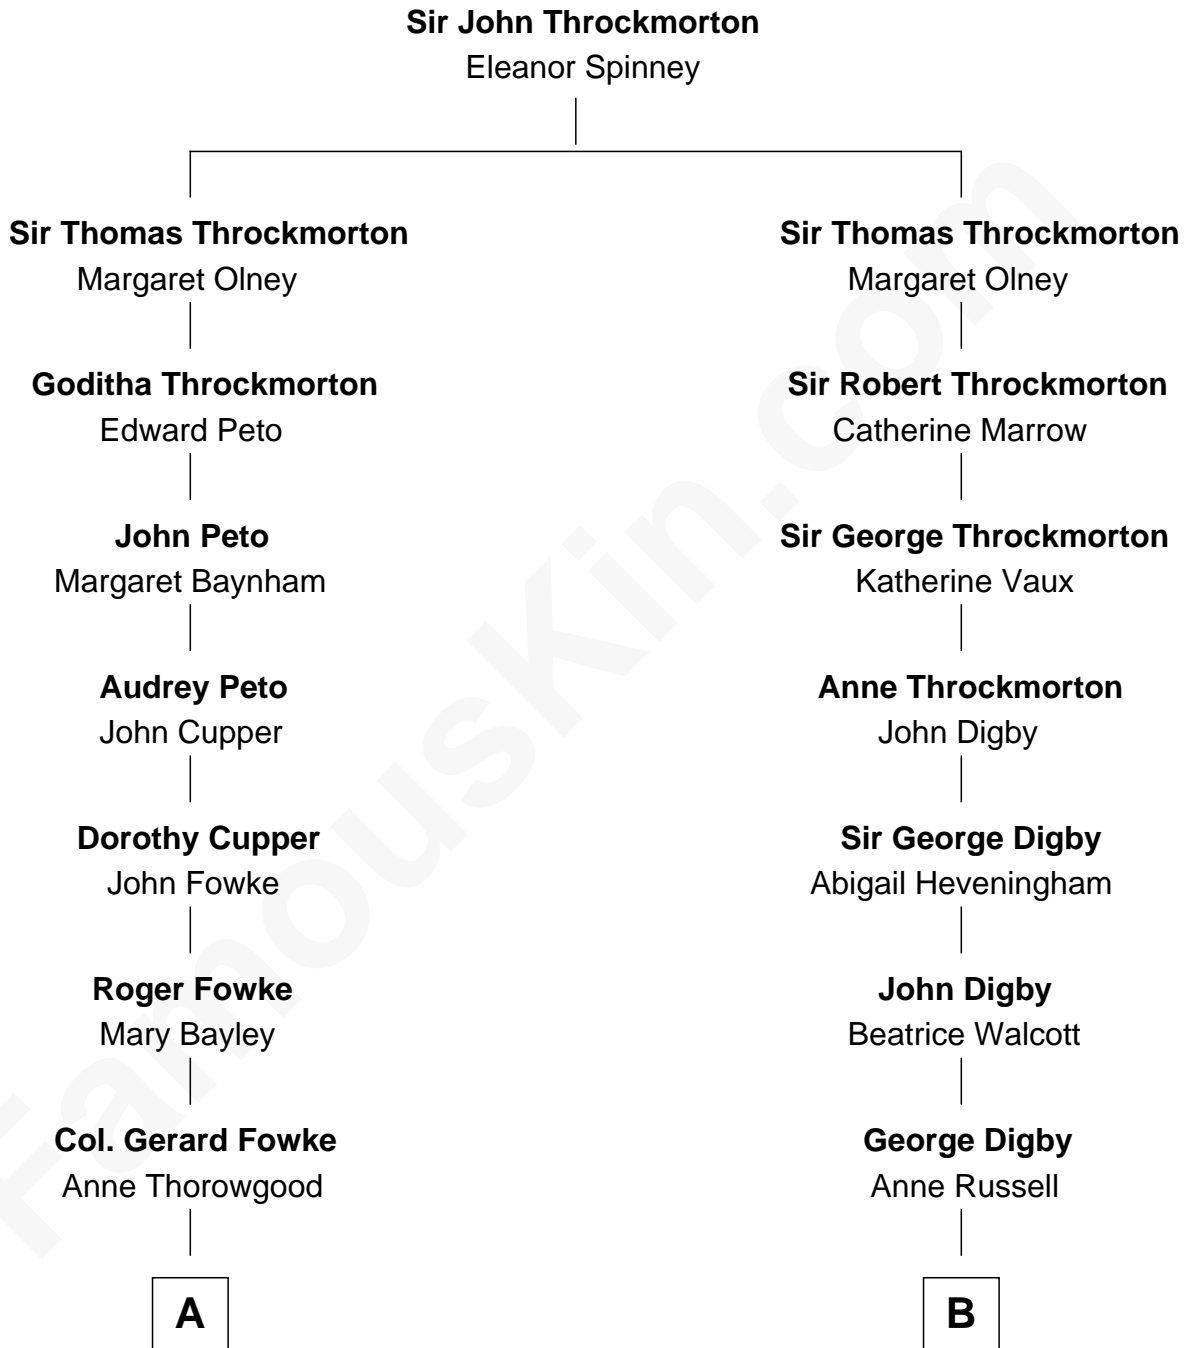 Sir John Throckmorton
Eleanor Spinney
Sir Thomas Throckmorton
Margaret Olney
Goditha Throckmorton
Edward Peto
John Peto
Margaret Baynham
Audrey Peto
John Cupper
Dorothy Cupper
John Fowke
Roger Fowke
Mary Bayley
Col. Gerard Fowke
Anne Thorowgood
A
Sir Thomas Throckmorton
Margaret Olney
Sir Robert Throckmorton
Catherine Marrow
Sir George Throckmorton
Katherine Vaux
Anne Throckmorton
John Digby
Sir George Digby
Abigail Heveningham
John Digby
Beatrice Walcott
George Digby
Anne Russell
B
FamousKin.com